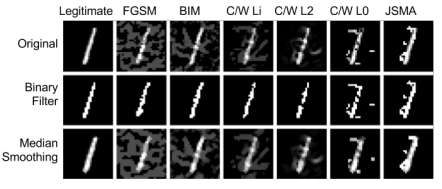 Legitimate FGSM BIM C/W Li C/W L2 C/W L0 JSMA
Original
Binary
Filter
Median
Smoothing